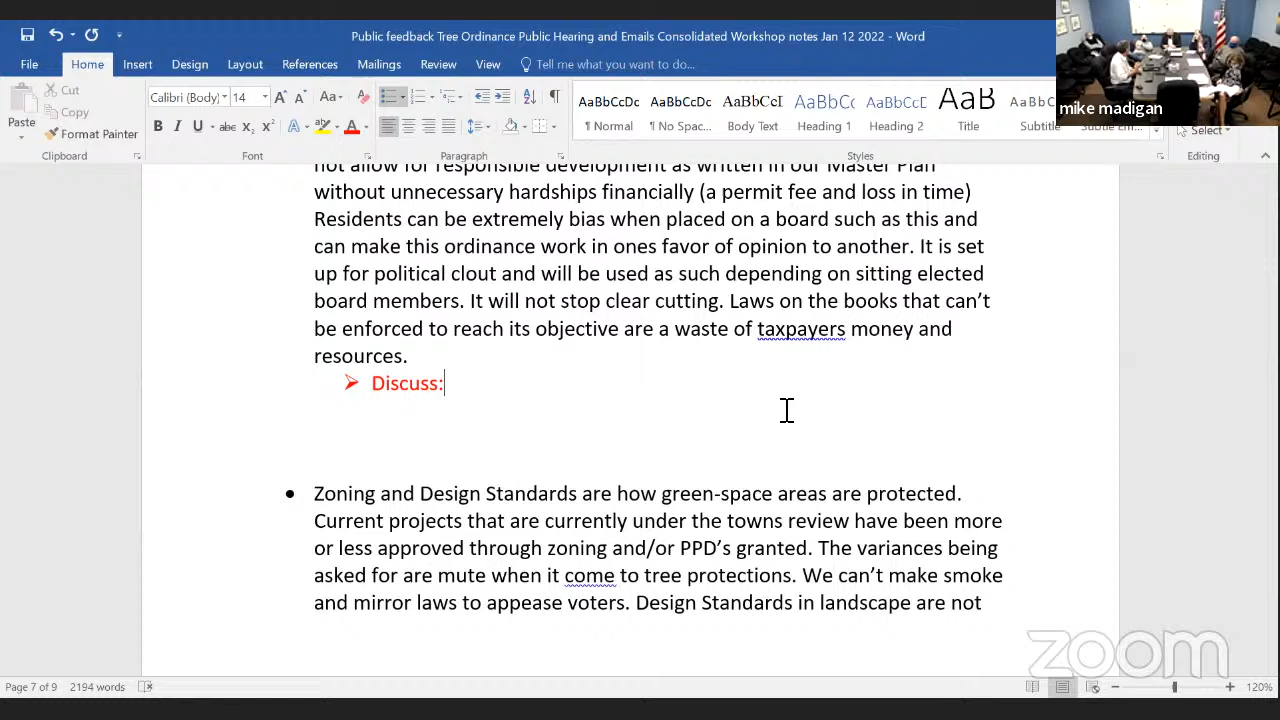 Public feedback Tree Ordinance Public Hearing and Emails Consolidated Workshop notes Jan 12 2022 - Word
mike madigan
File Home Insert Design Layout References Mailings Review View Tell me what you want to do...
Paste
Cut
Copy
Format Painter
Clipboard
Calibri (Body) 14
A A Aa
B I U abc x2 x2 A A
Font
Paragraph
AaBbCcDc AaBbCcDc AaBbCcI AaBbCc AaBbCcD AaB
¶ Normal ¶ No Spac... Body Text Heading 1 Heading 2 Title Subtitle Subtle Em...
Styles
Select
Editing
not allow for responsible development as written in our Master Plan
without unnecessary hardships financially (a permit fee and loss in time)
Residents can be extremely bias when placed on a board such as this and
can make this ordinance work in ones favor of opinion to another. It is set
up for political clout and will be used as such depending on sitting elected
board members. It will not stop clear cutting. Laws on the books that can’t
be enforced to reach its objective are a waste of taxpayers money and
resources.
➢ Discuss:
• Zoning and Design Standards are how green-space areas are protected.
Current projects that are currently under the towns review have been more
or less approved through zoning and/or PPD’s granted. The variances being
asked for are mute when it come to tree protections. We can’t make smoke
and mirror laws to appease voters. Design Standards in landscape are not
zoom
Page 7 of 9 2194 words
120%